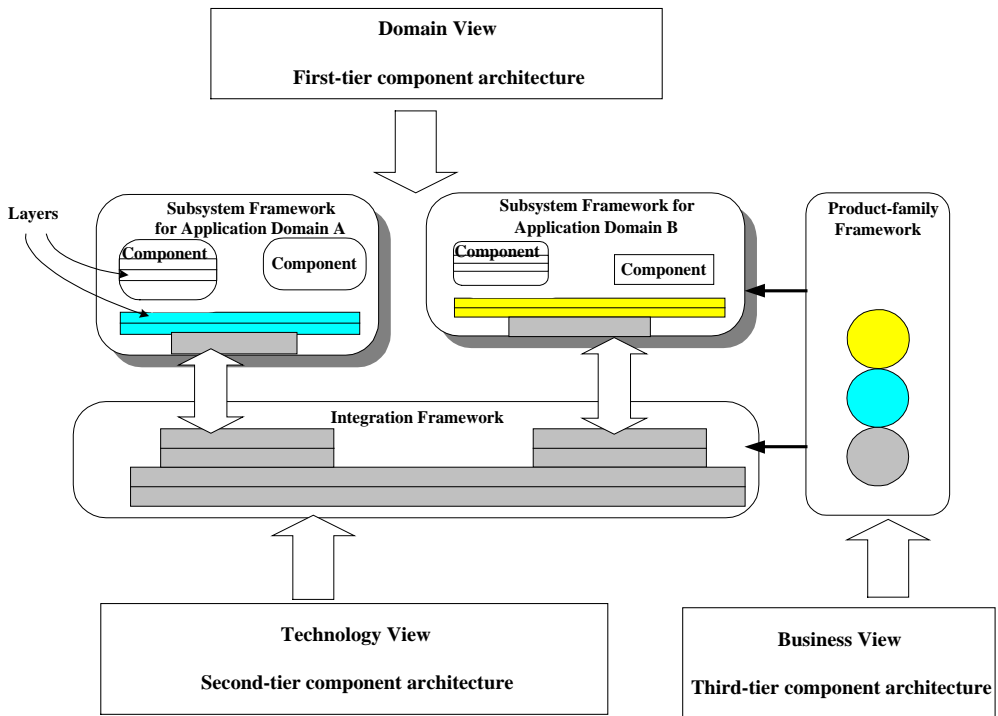 Domain View
First-tier component architecture
Layers
Subsystem Framework
for Application Domain A
Component
Component
Subsystem Framework for
Application Domain B
Component
Component
Product-family
Framework
Integration Framework
Technology View
Second-tier component architecture
Business View
Third-tier component architecture